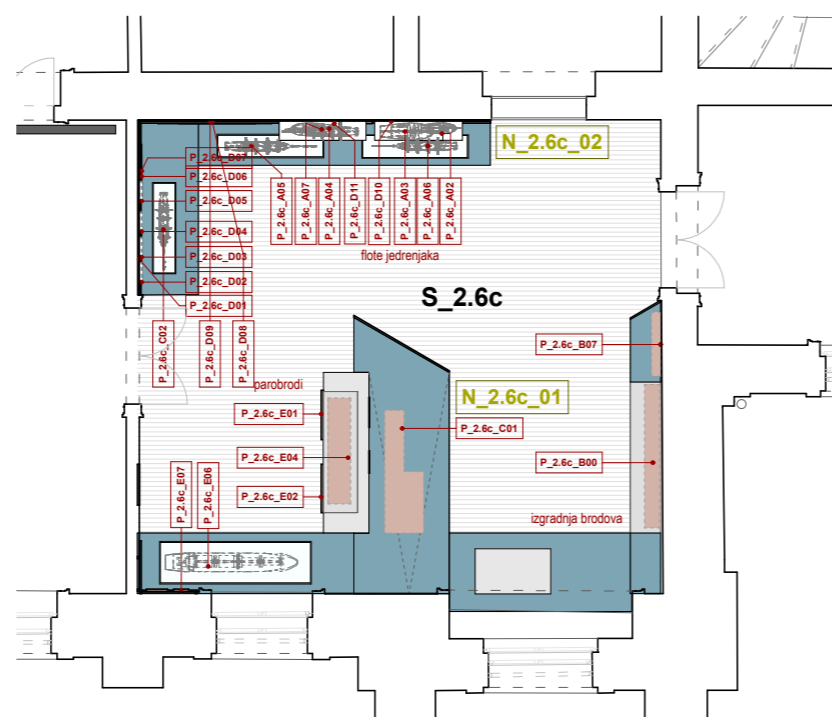 N_2.6c_02
P_2.6c_D07
P_2.6c_D06
P_2.6c_D05
P_2.6c_D04
P_2.6c_D03
P_2.6c_D02
P_2.6c_D01
P_2.6c_A05
P_2.6c_A07
P_2.6c_A04
P_2.6c_D11
P_2.6c_D10
P_2.6c_A03
P_2.6c_A06
P_2.6c_A02
flote jedrenjaka
S_2.6c
P_2.6c_C02
P_2.6c_D09
P_2.6c_D08
P_2.6c_B07
parobrodi
N_2.6c_01
P_2.6c_E01
P_2.6c_C01
P_2.6c_E04
P_2.6c_B00
P_2.6c_E07
P_2.6c_E06
P_2.6c_E02
izgradnja brodova